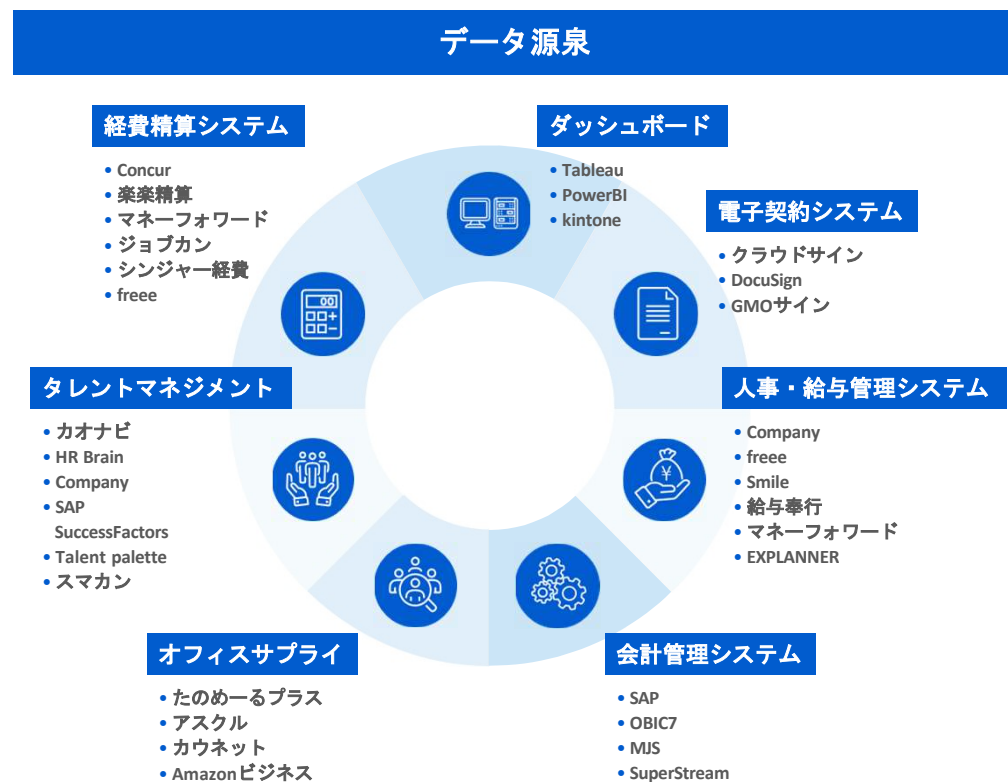 データ源泉
経費精算システム
• Concur
• 楽楽精算
• マネーフォワード
• ジョブカン
• シンジャー経費
• freee
ダッシュボード
• Tableau
• PowerBI
• kintone
電子契約システム
• クラウドサイン
• DocuSign
• GMOサイン
タレントマネジメント
• カオナビ
• HR Brain
• Company
• SAP
SuccessFactors
• Talent palette
• スマカン
人事・給与管理システム
• Company
• freee
• Smile
• 給与奉行
• マネーフォワード
• EXPLANNER
オフィスサプライ
• たのめーるプラス
• アスクル
• カウネット
• Amazonビジネス
会計管理システム
• SAP
• OBIC7
• MJS
• SuperStream
00
¥